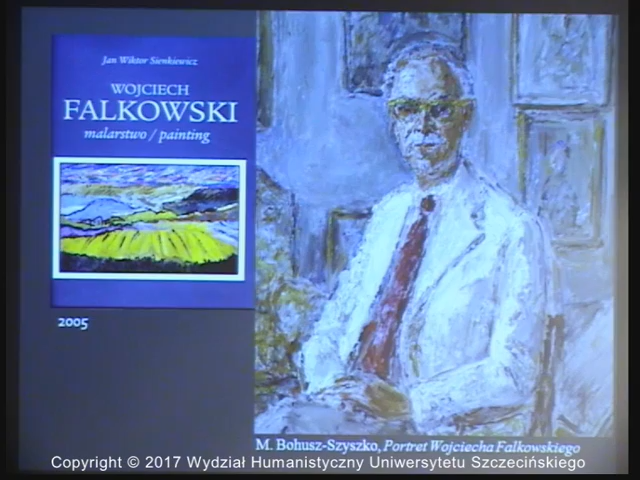 Jan Wiktor Sienkiewicz
WOJCIECH
FALKOWSKI
malarstwo / painting
2005
M. Bohusz-Szyszko, Portret Wojciecha Falkowskiego
Copyright © 2017 Wydział Humanistyczny Uniwersytetu Szczecińskiego